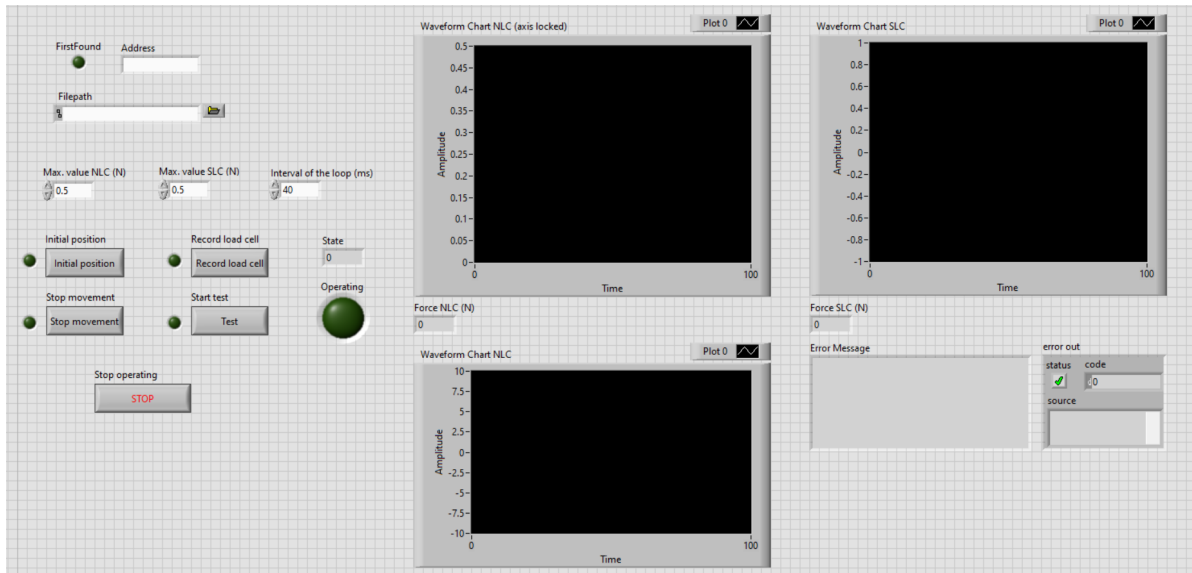 FirstFound
Address
Filepath
Max. value NLC (N)
Max. value SLC (N)
Interval of the loop (ms)
0.5
0.5
40
Initial position
Record load cell
State
Initial position
Record load cell
0
Stop movement
Start test
Operating
Stop movement
Test
Stop operating
STOP
Waveform Chart NLC (axis locked)
Plot 0
Amplitude
0.5
0.45
0.4
0.35
0.3
0.25
0.2
0.15
0.1
0.05
0
0
100
Time
Force NLC (N)
0
Waveform Chart NLC
Plot 0
Amplitude
10
7.5
5
2.5
0
-2.5
-5
-7.5
-10
0
100
Time
Waveform Chart SLC
Plot 0
Amplitude
1
0.8
0.6
0.4
0.2
0
-0.2
-0.4
-0.6
-0.8
-1
0
100
Time
Force SLC (N)
0
Error Message
error out
status
code
d0
source